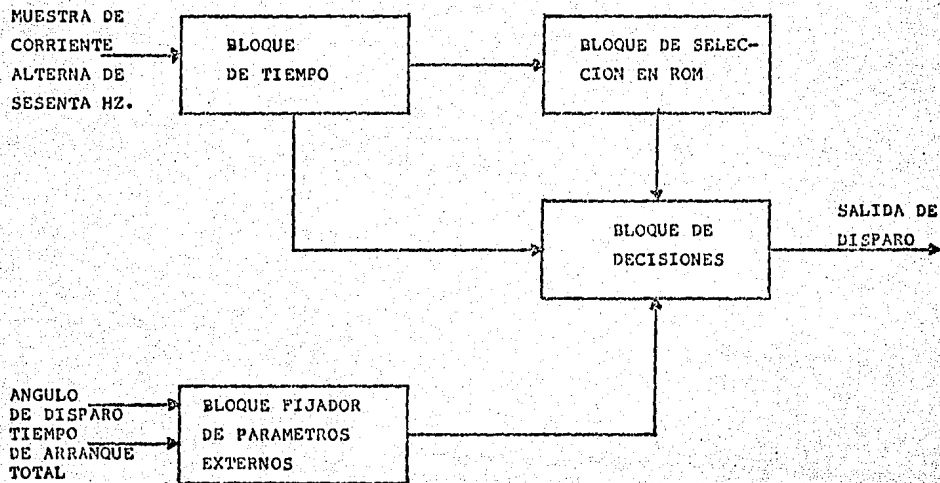 MUESTRA DE
CORRIENTE
ALTERNA DE
SESENTA HZ.
BLOQUE
DE TIEMPO
BLOQUE DE SELEC-
CION EN ROM
BLOQUE DE
DECISIONES
SALIDA DE
DISPARO
ANGULO
DE DISPARO
TIEMPO
DE ARRANQUE
TOTAL
BLOQUE FIJADOR
DE PARAMETROS
EXTERNOS